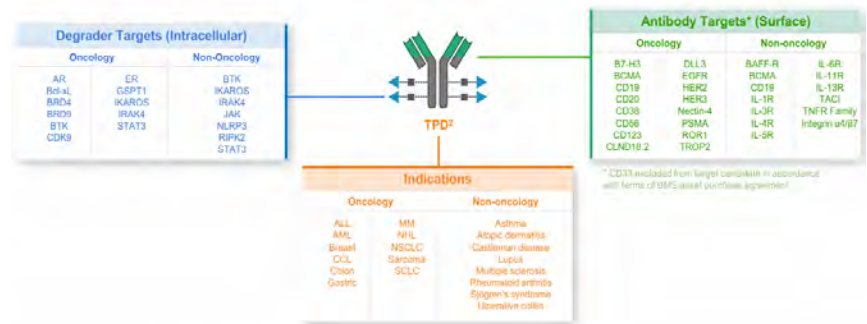 Degrader Targets (Intracellular)
Oncology Non-Oncology
AR ER BTK
Bcl-xL GSPT1 IKAROS
BRD4 IKAROS IRAK4
BRD9 IRAK4 JAK
BTK STAT3 NLRP3
CDK9 RIPK2
STAT3
TPD²
Antibody Targets* (Surface)
Oncology Non-oncology
B7-H3 DLL3 BAFF-R IL-6R
BCMA EGFR BCMA IL-11R
CD19 HER2 CD19 IL-13R
CD20 HER3 IL-1R TACI
CD38 Nectin-4 IL-3R TNFR Family
CD56 PSMA IL-4R Integrin α4/β7
CD123 ROR1 IL-5R
CLND18.2 TROP2
* CD33 excluded from target candidate in accordance
with terms of BMS asset purchase agreement
Indications
Oncology Non-oncology
ALL MM Asthma
AML NHL Atopic dermatitis
Breast NSCLC Castleman disease
CCL Sarcoma Lupus
Colon SCLC Multiple sclerosis
Gastric Rheumatoid arthritis
Sjogren's syndrome
Ulcerative colitis